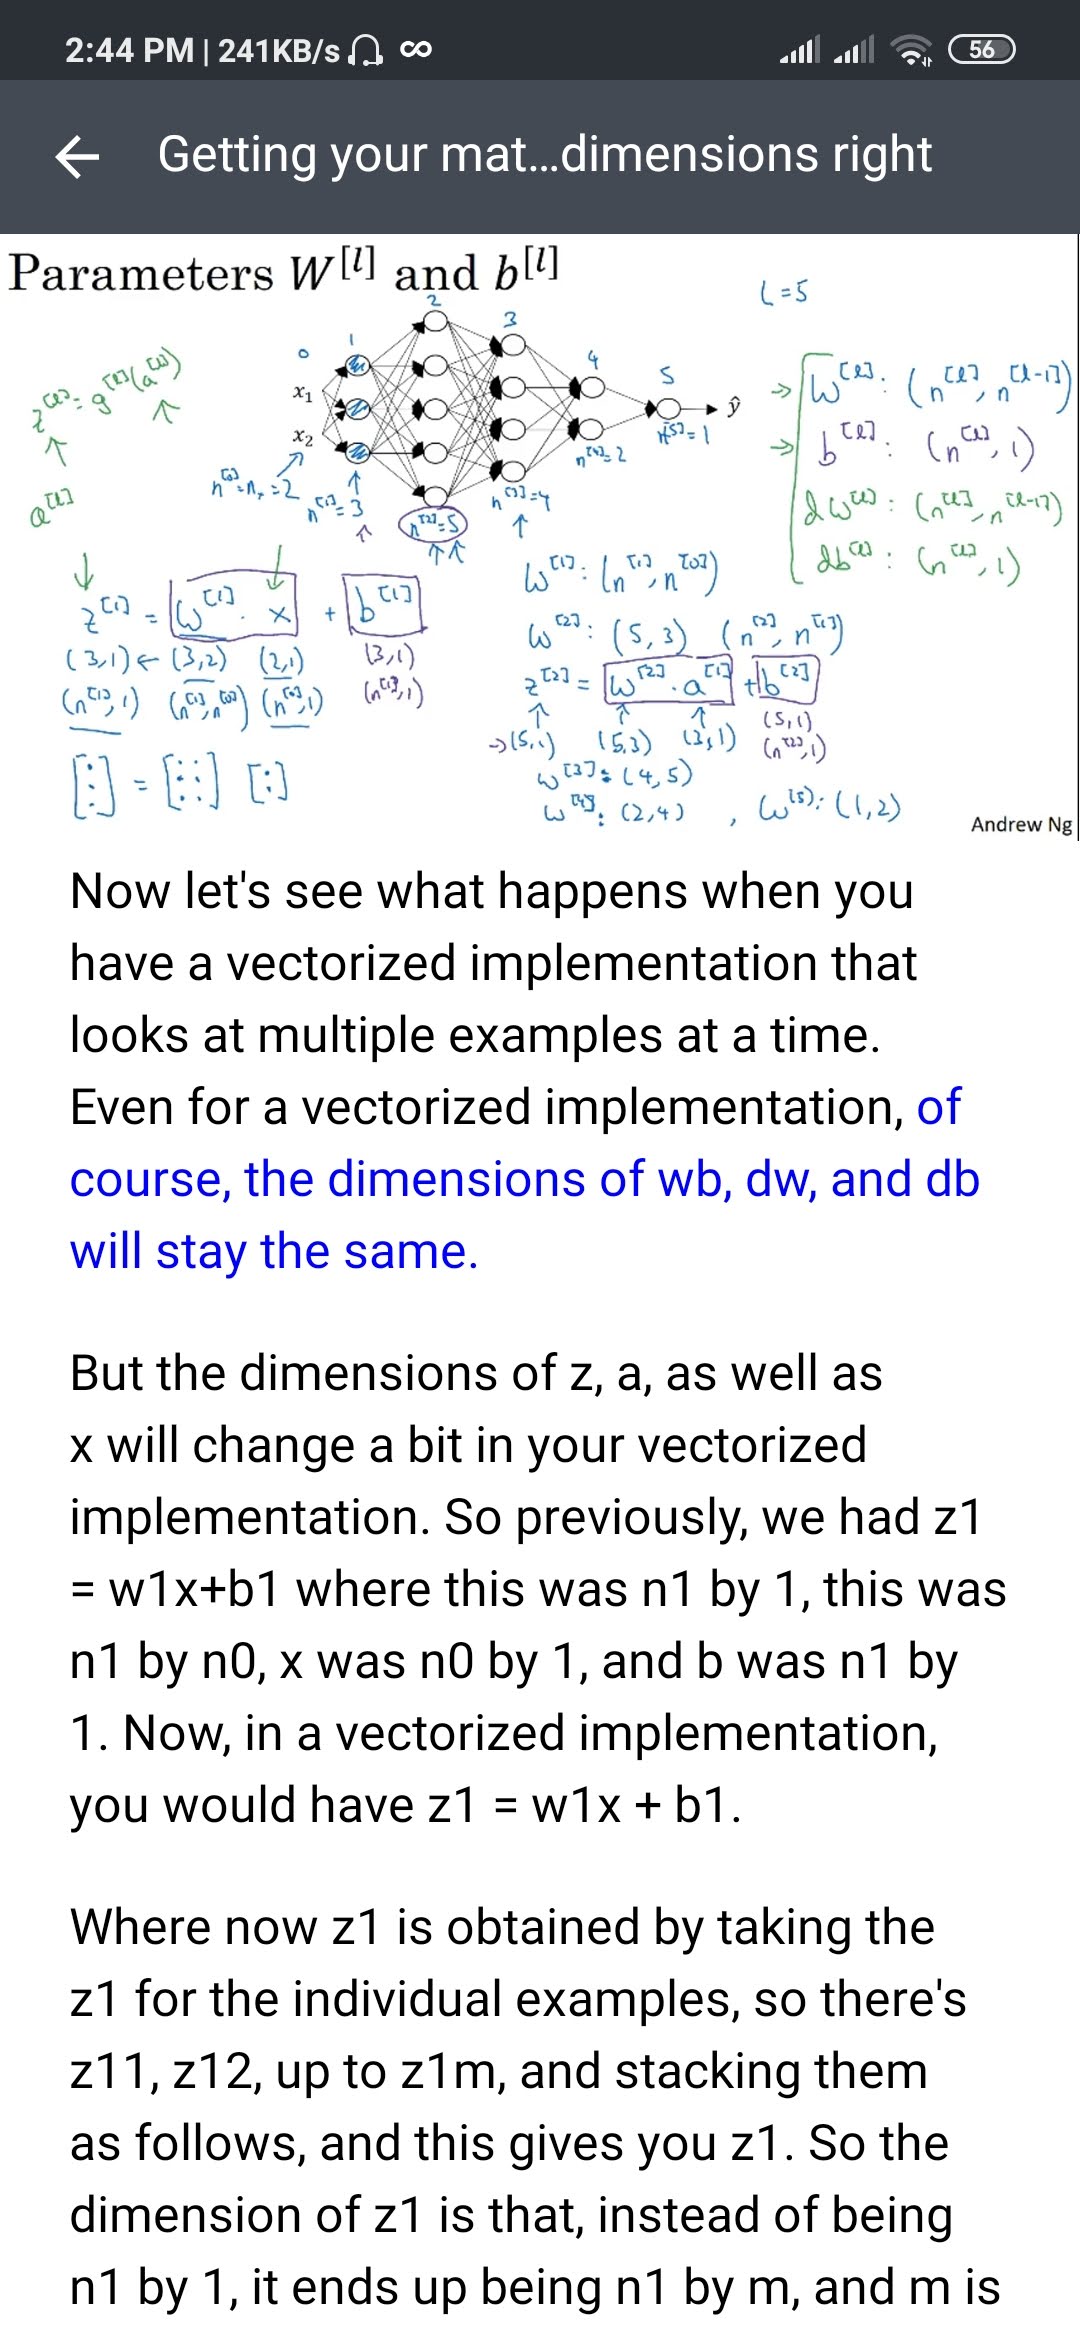 2:44 PM | 241KB/s
56
Getting your mat...dimensions right
Parameters W[l] and b[l]
L=5
0 1 2 3 4 5
x1
x2
ŷ
z[l] = g[l](a[l])
a[l]
n[0]=nx=2
n[1]=3
n[2]=5
n[3]=4
n[4]=2
n[5]=1
W[l]: (n[l], n[l-1])
b[l]: (n[l], 1)
dW[l]: (n[l], n[l-1])
db[l]: (n[l], 1)
z[1] = W[1] · x + b[1]
(3,1) ← (3,2) (2,1) (3,1)
(n[1],1) (n[1],n[0]) (n[0],1) (n[1],1)
W[1]: (n[1], n[0])
W[2]: (5,3) (n[2], n[1])
z[2] = W[2] · a[1] + b[2]
→(5,1) (5,3) (3,1) (5,1)
(n[2],1)
W[3]: (4,5)
W[4]: (2,4) , W[5]: (1,2)
Andrew Ng
Now let's see what happens when you
have a vectorized implementation that
looks at multiple examples at a time.
Even for a vectorized implementation, of
course, the dimensions of wb, dw, and db
will stay the same.
But the dimensions of z, a, as well as
x will change a bit in your vectorized
implementation. So previously, we had z1
= w1x+b1 where this was n1 by 1, this was
n1 by n0, x was n0 by 1, and b was n1 by
1. Now, in a vectorized implementation,
you would have z1 = w1x + b1.
Where now z1 is obtained by taking the
z1 for the individual examples, so there's
z11, z12, up to z1m, and stacking them
as follows, and this gives you z1. So the
dimension of z1 is that, instead of being
n1 by 1, it ends up being n1 by m, and m is